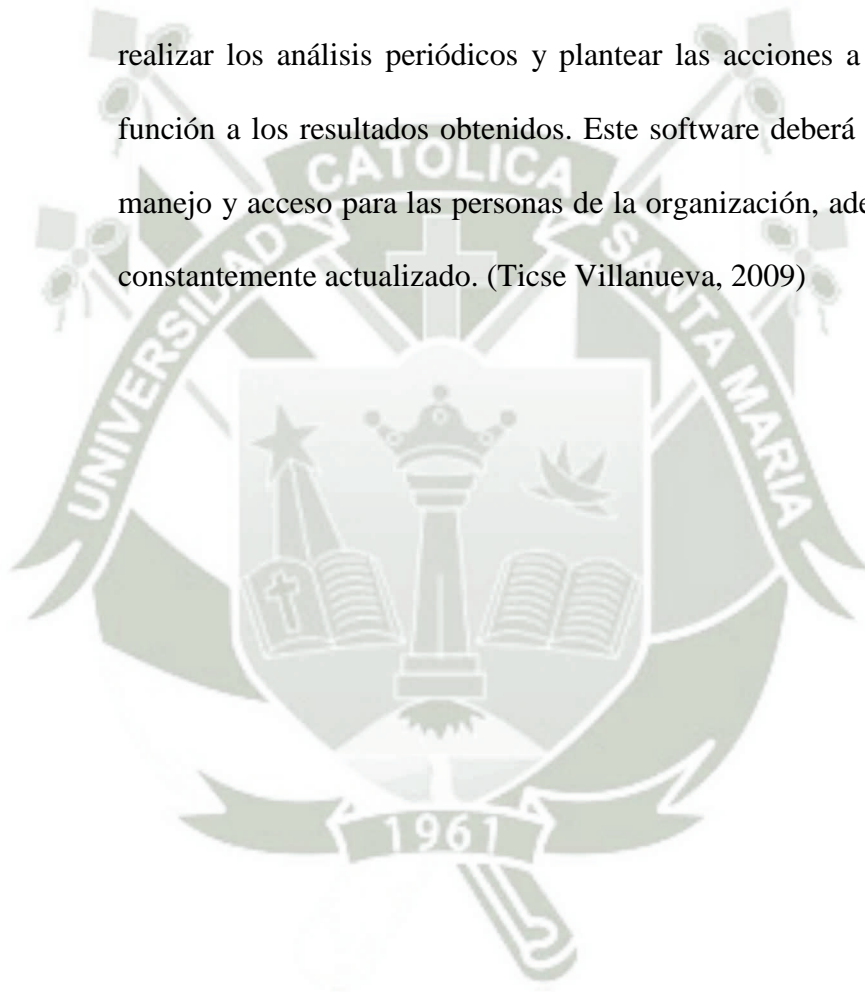 realizar los análisis periódicos y plantear las acciones a
función a los resultados obtenidos. Este software deberá
manejo y acceso para las personas de la organización, ade
constantemente actualizado. (Ticse Villanueva, 2009)
CATOLICA
UNIVERSIDAD
SANTA MARIA
1961